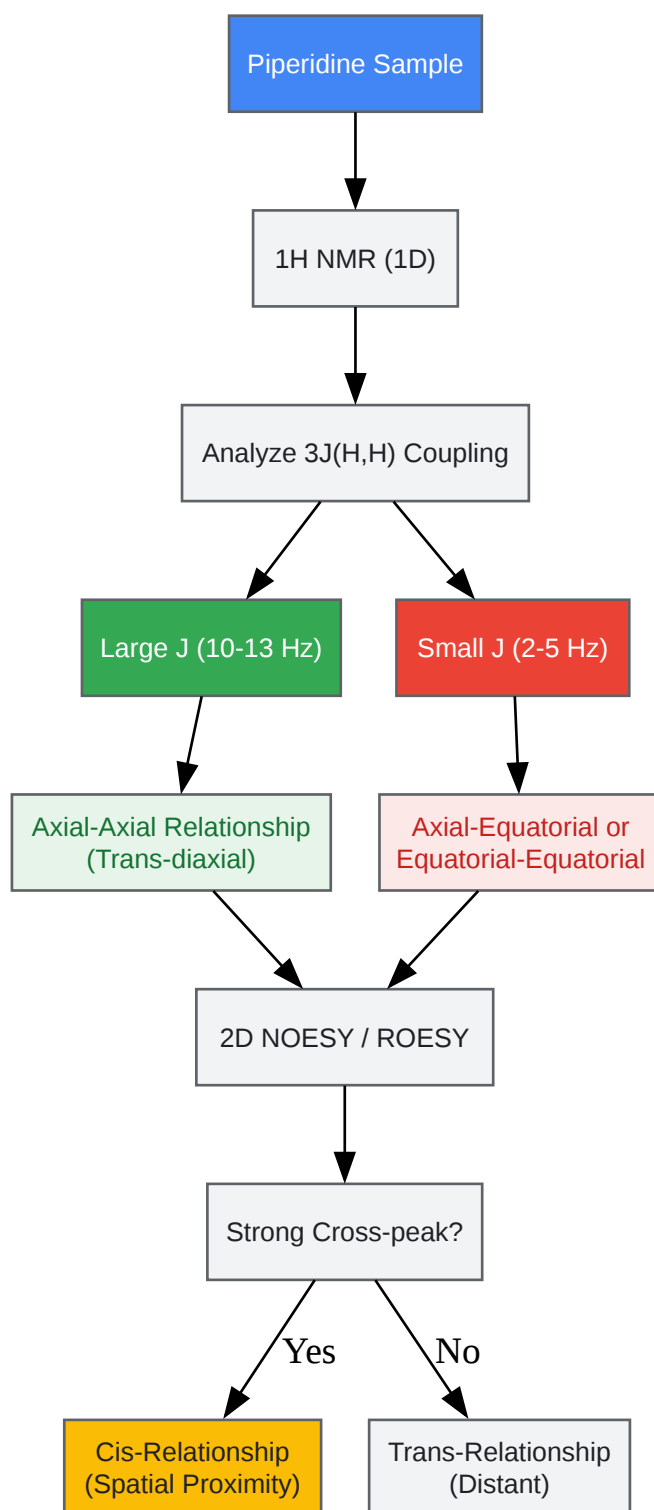 Piperidine Sample
1H NMR (1D)
Analyze 3J(H,H) Coupling
Large J (10-13 Hz)
Small J (2-5 Hz)
Axial-Axial Relationship
(Trans-diaxial)
Axial-Equatorial or
Equatorial-Equatorial
2D NOESY / ROESY
Strong Cross-peak?
Yes
No
Cis-Relationship
(Spatial Proximity)
Trans-Relationship
(Distant)